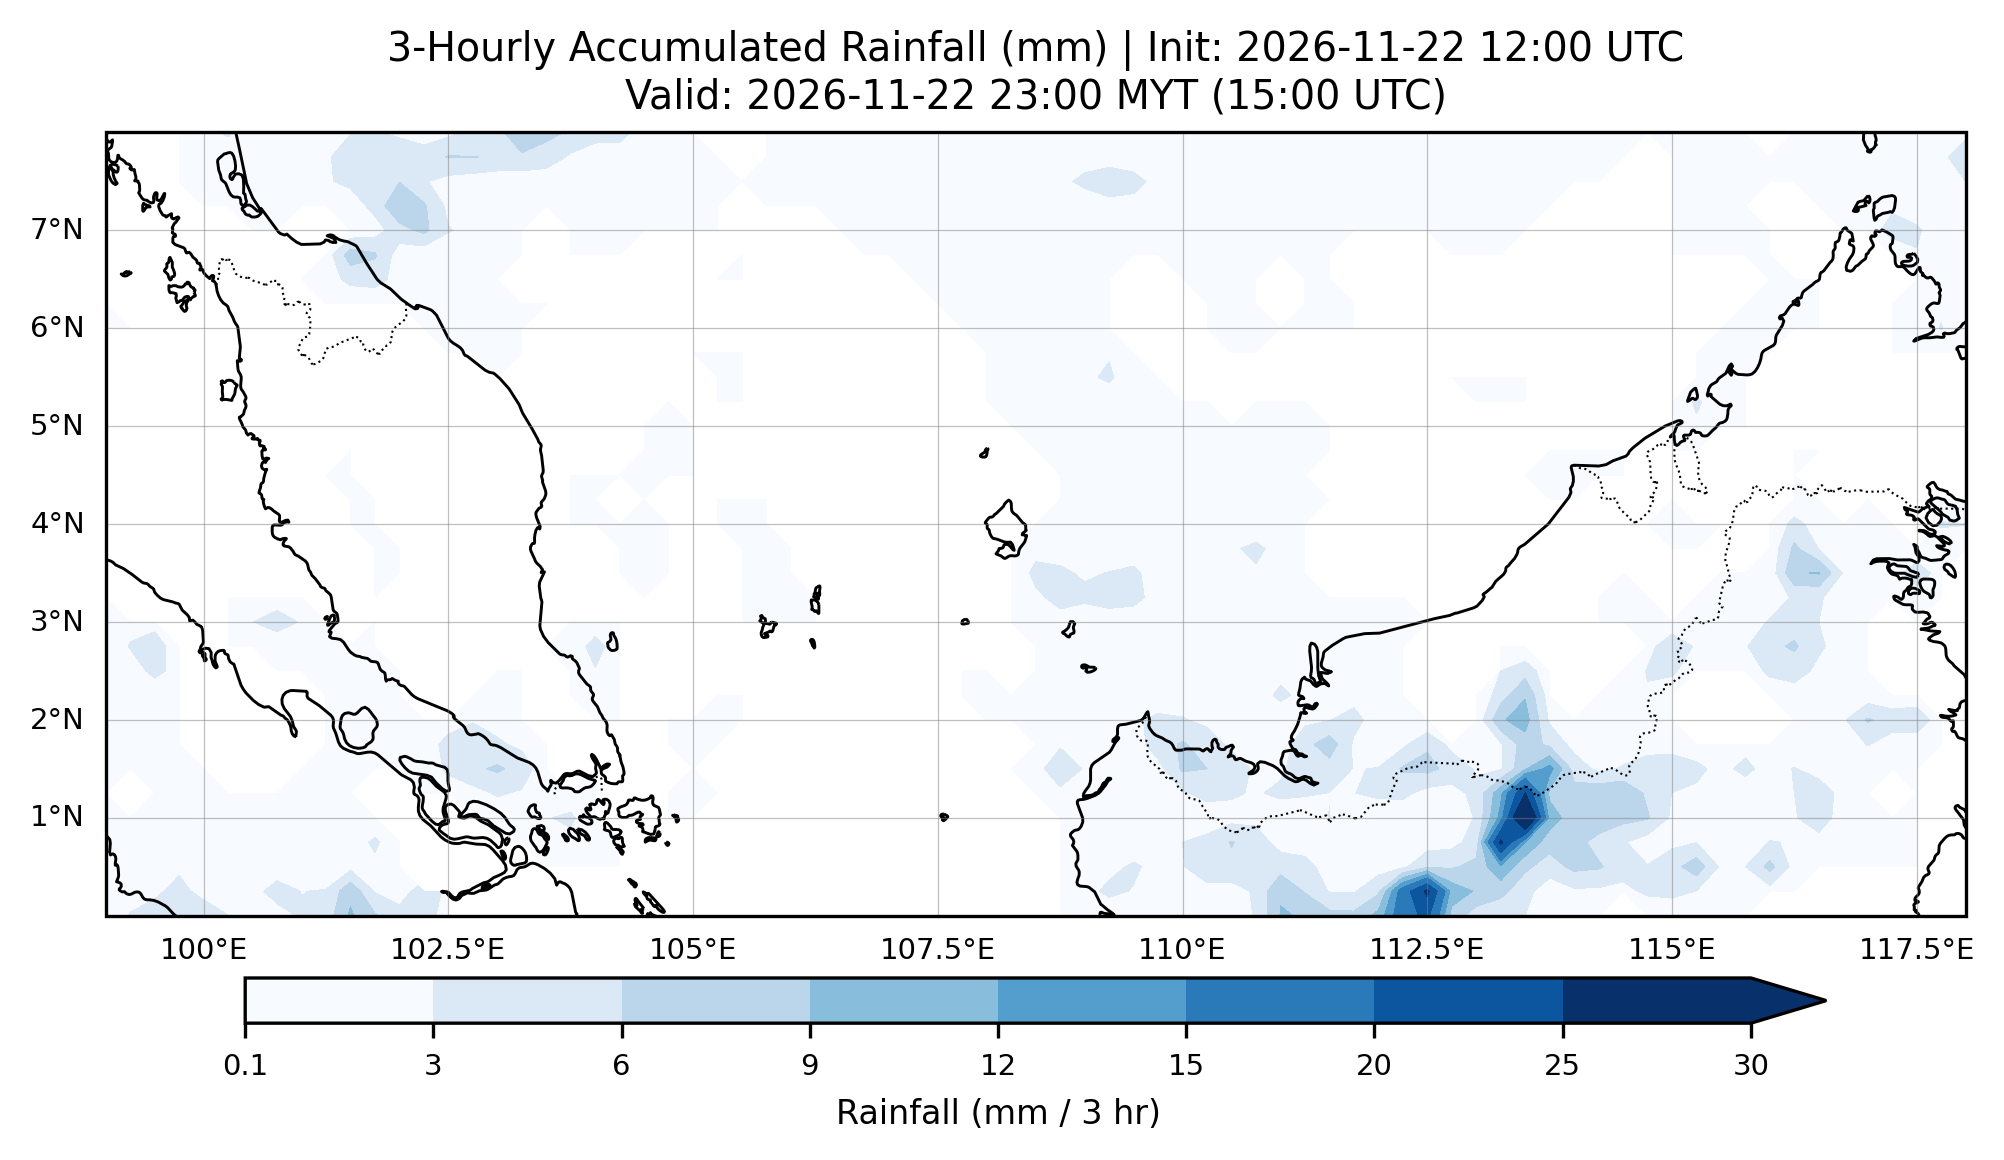 3-Hourly Accumulated Rainfall (mm) | Init: 2026-11-22 12:00 UTC
Valid: 2026-11-22 23:00 MYT (15:00 UTC)
7°N
6°N
5°N
4°N
3°N
2°N
1°N
100°E 102.5°E 105°E 107.5°E 110°E 112.5°E 115°E 117.5°E
0.1 3 6 9 12 15 20 25 30
Rainfall (mm / 3 hr)